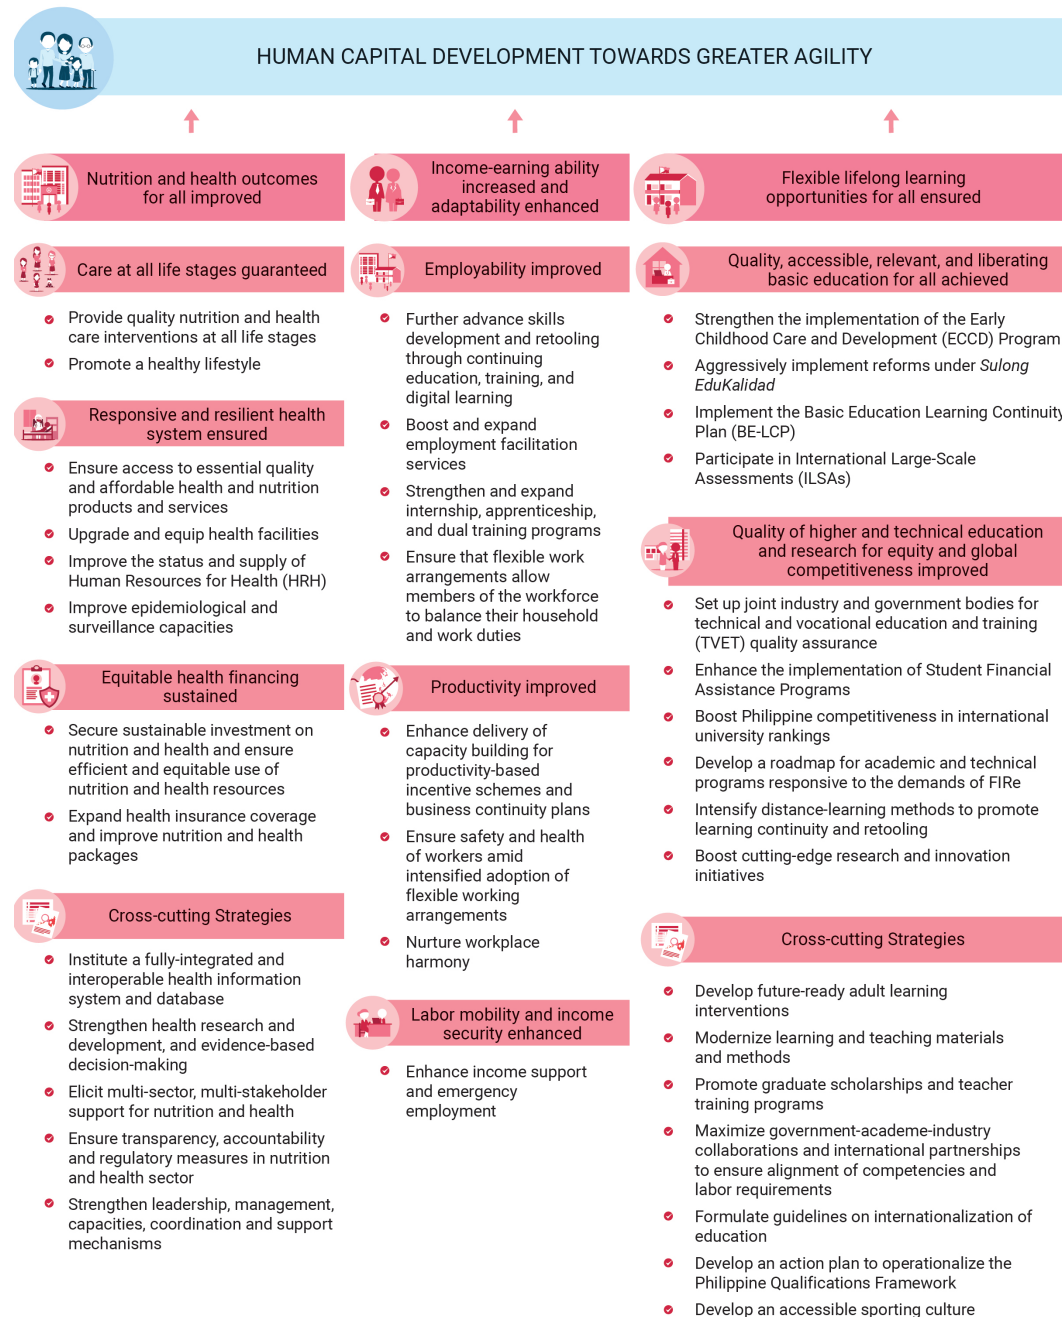 HUMAN CAPITAL DEVELOPMENT TOWARDS GREATER AGILITY
Nutrition and health outcomes
for all improved
Care at all life stages guaranteed
Provide quality nutrition and health
care interventions at all life stages
Promote a healthy lifestyle
Responsive and resilient health
system ensured
Ensure access to essential quality
and affordable health and nutrition
products and services
Upgrade and equip health facilities
Improve the status and supply of
Human Resources for Health (HRH)
Improve epidemiological and
surveillance capacities
Equitable health financing
sustained
Secure sustainable investment on
nutrition and health and ensure
efficient and equitable use of
nutrition and health resources
Expand health insurance coverage
and improve nutrition and health
packages
Cross-cutting Strategies
Institute a fully-integrated and
interoperable health information
system and database
Strengthen health research and
development, and evidence-based
decision-making
Elicit multi-sector, multi-stakeholder
support for nutrition and health
Ensure transparency, accountability
and regulatory measures in nutrition
and health sector
Strengthen leadership, management,
capacities, coordination and support
mechanisms
Income-earning ability
increased and
adaptability enhanced
Employability improved
Further advance skills
development and retooling
through continuing
education, training, and
digital learning
Boost and expand
employment facilitation
services
Strengthen and expand
internship, apprenticeship,
and dual training programs
Ensure that flexible work
arrangements allow
members of the workforce
to balance their household
and work duties
Productivity improved
Enhance delivery of
capacity building for
productivity-based
incentive schemes and
business continuity plans
Ensure safety and health
of workers amid
intensified adoption of
flexible working
arrangements
Nurture workplace
harmony
Labor mobility and income
security enhanced
Enhance income support
and emergency
employment
Flexible lifelong learning
opportunities for all ensured
Quality, accessible, relevant, and liberating
basic education for all achieved
Strengthen the implementation of the Early
Childhood Care and Development (ECCD) Program
Aggressively implement reforms under Sulong
EduKalidad
Implement the Basic Education Learning Continuity
Plan (BE-LCP)
Participate in International Large-Scale
Assessments (ILSAs)
Quality of higher and technical education
and research for equity and global
competitiveness improved
Set up joint industry and government bodies for
technical and vocational education and training
(TVET) quality assurance
Enhance the implementation of Student Financial
Assistance Programs
Boost Philippine competitiveness in international
university rankings
Develop a roadmap for academic and technical
programs responsive to the demands of FIRe
Intensify distance-learning methods to promote
learning continuity and retooling
Boost cutting-edge research and innovation
initiatives
Cross-cutting Strategies
Develop future-ready adult learning
interventions
Modernize learning and teaching materials
and methods
Promote graduate scholarships and teacher
training programs
Maximize government-academe-industry
collaborations and international partnerships
to ensure alignment of competencies and
labor requirements
Formulate guidelines on internationalization of
education
Develop an action plan to operationalize the
Philippine Qualifications Framework
Develop an accessible sporting culture